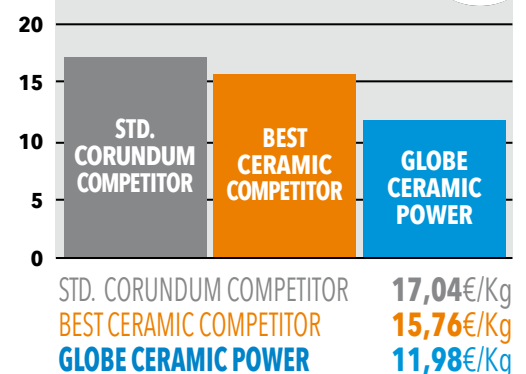 20
15
10
5
0
STD.
CORUNDUM
COMPETITOR
BEST
CERAMIC
COMPETITOR
GLOBE
CERAMIC
POWER
STD. CORUNDUM COMPETITOR 17,04€/Kg
BEST CERAMIC COMPETITOR 15,76€/Kg
GLOBE CERAMIC POWER 11,98€/Kg